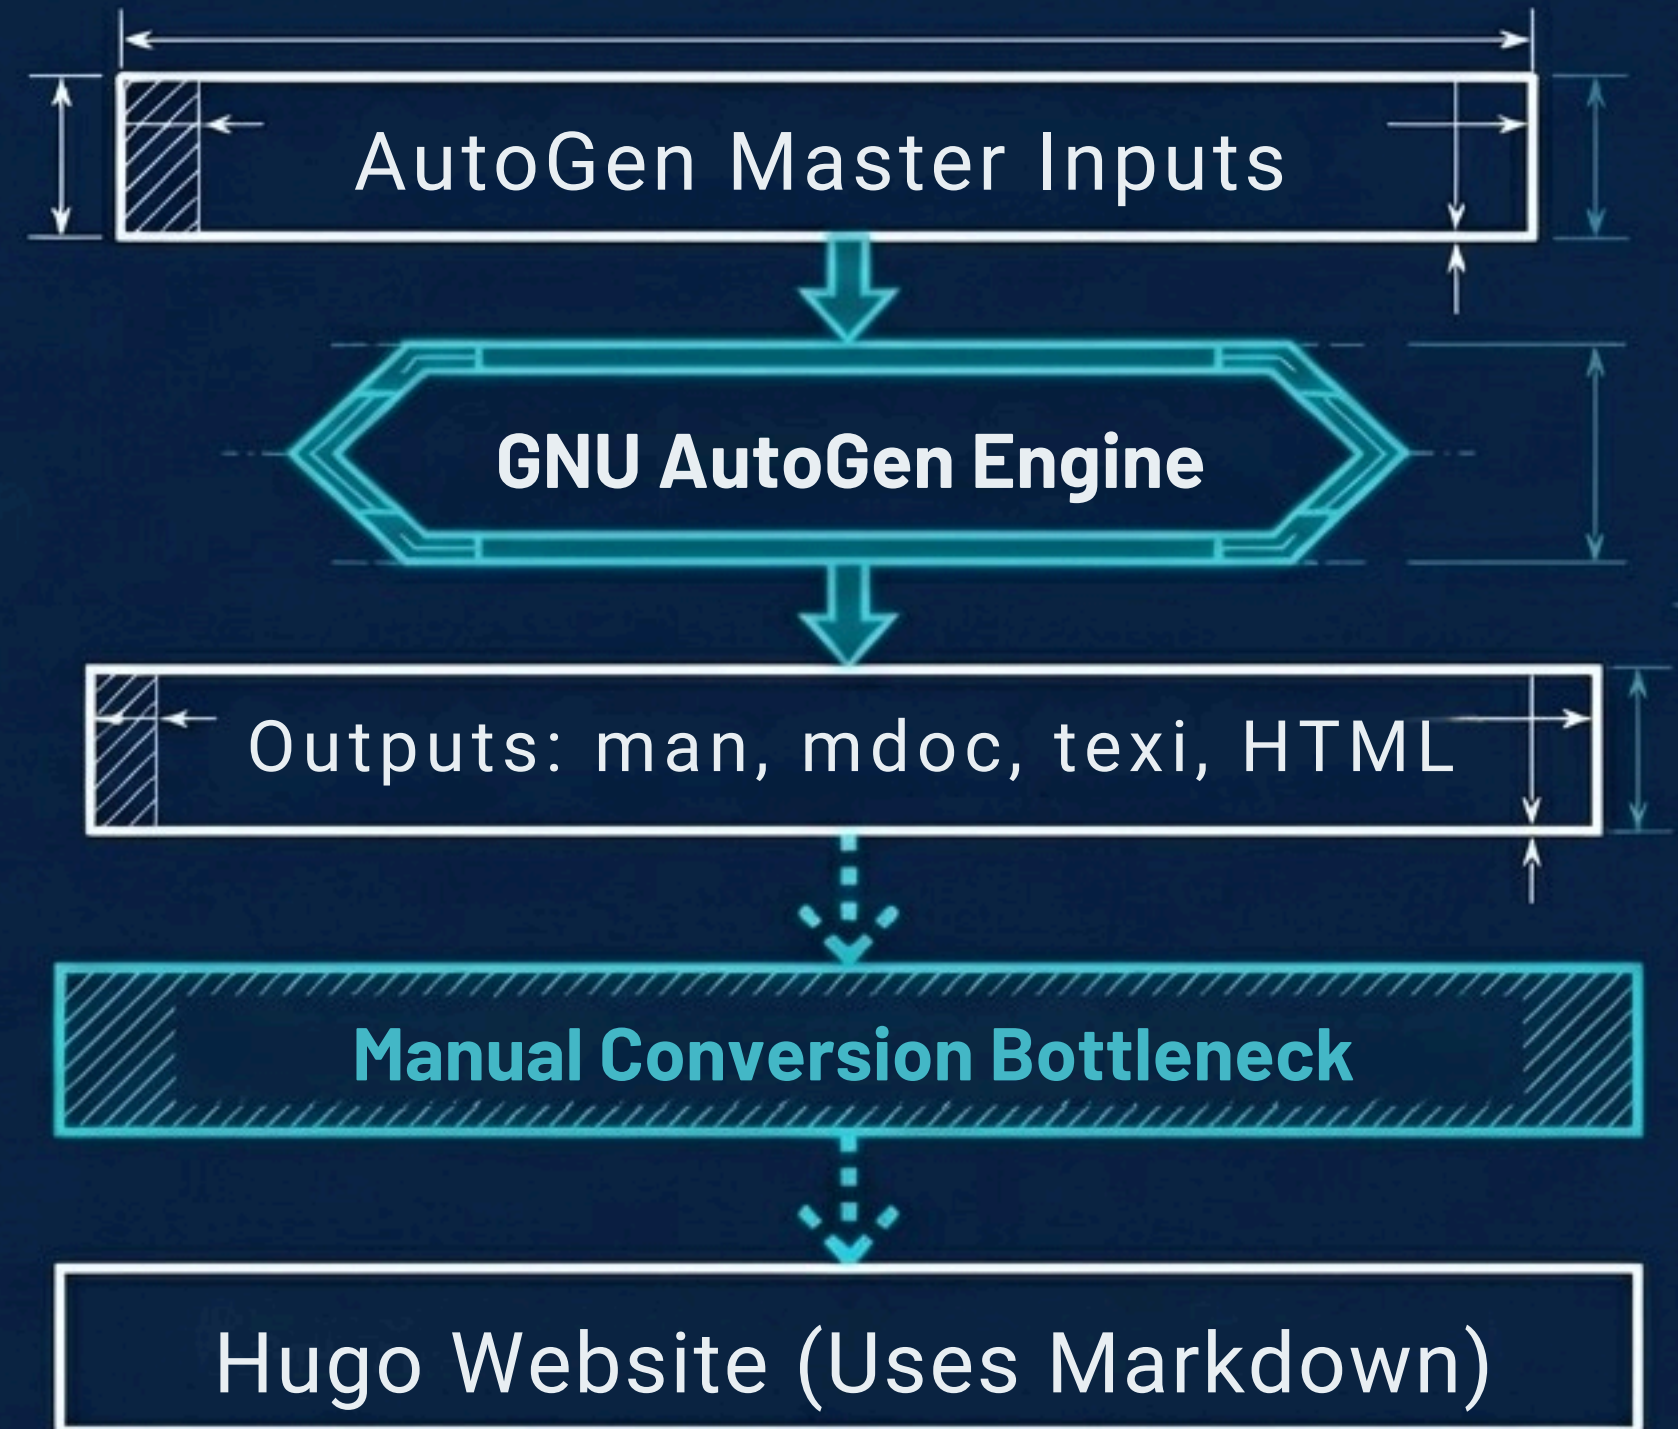 AutoGen Master Inputs
GNU AutoGen Engine
Outputs: man, mdoc, texi, HTML
Manual Conversion Bottleneck
Hugo Website (Uses Markdown)